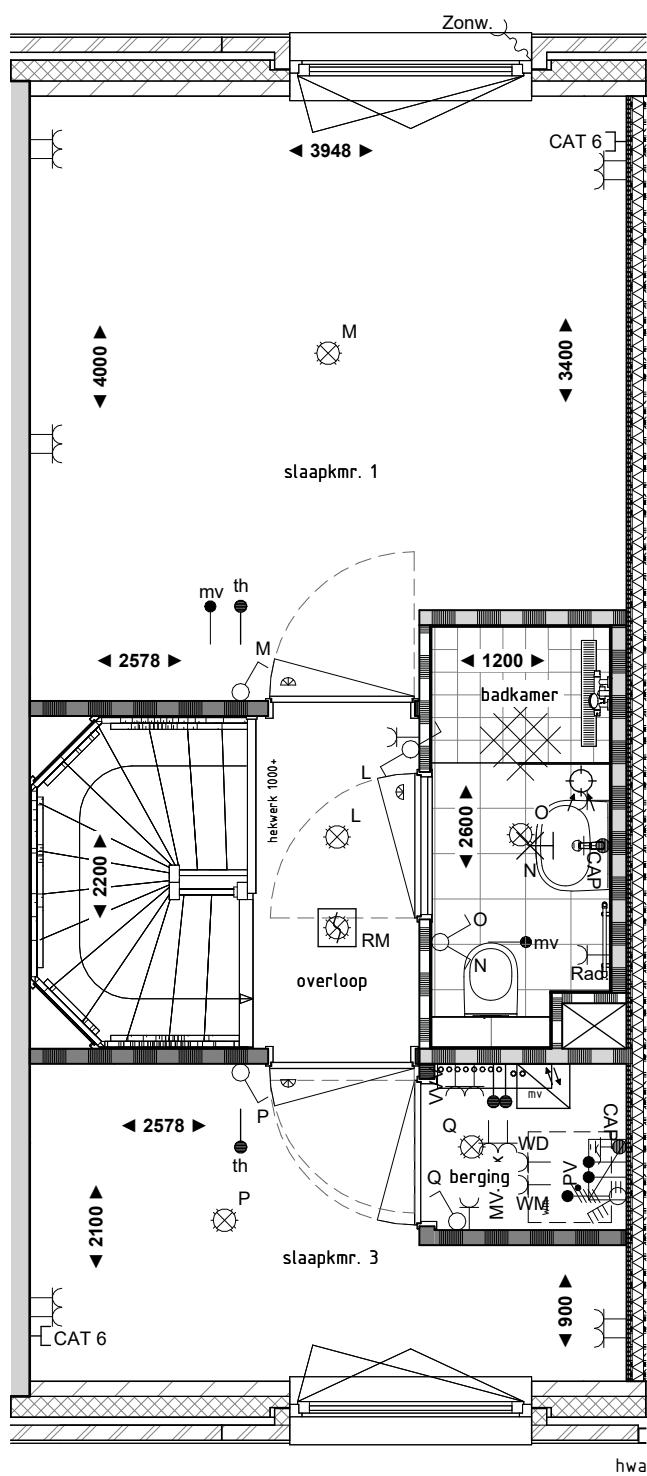 Zonw.
◄ 3948 ►
CAT 6
M
◄ 4000 ►
◄ 3400 ►
slaapkmr. 1
mv
th
M
◄ 2578 ►
◄ 1200 ►
badkamer
hekwerk 1000+
L
L
◄ 2600 ►
◄ 2200 ►
O
N
CAP
O
N
mv
RM
Rad
overloop
P
V
mv
◄ 2578 ►
th
Q
WD
CAP
P
Q
berging
MV.
k
WM
PV
◄ 2100 ►
slaapkmr. 3
◄ 900 ►
CAT 6
hwa